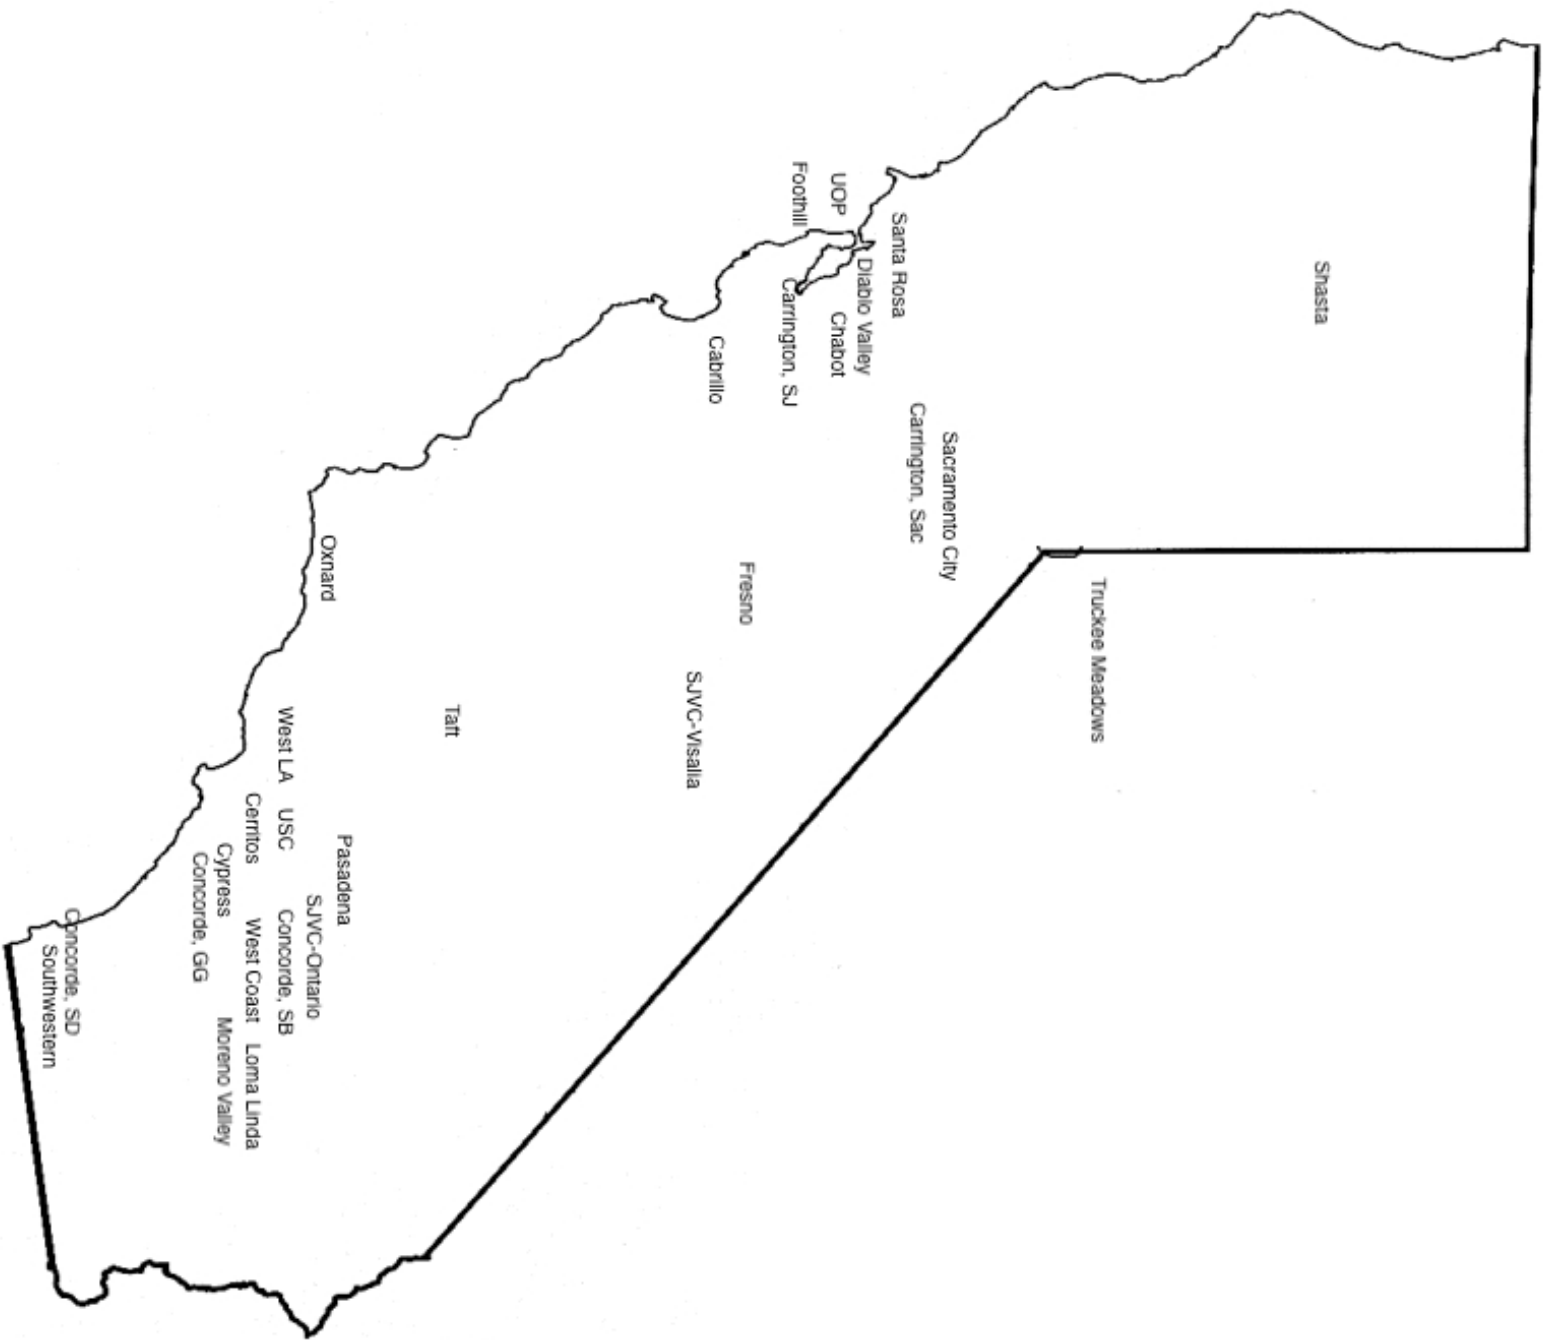 Shasta
Truckee Meadows
Sacramento City
Carrington, Sac
Santa Rosa
Diablo Valley
UOP
Chabot
Foothill
Carrington, SJ
Fresno
Cabrillo
SJVC-Visalia
Taft
Pasadena
Oxnard
SJVC-Ontario
West LA USC Concorde, SB
Cerritos West Coast Loma Linda
Cypress Moreno Valley
Concorde, GG
Concorde, SD
Southwestern